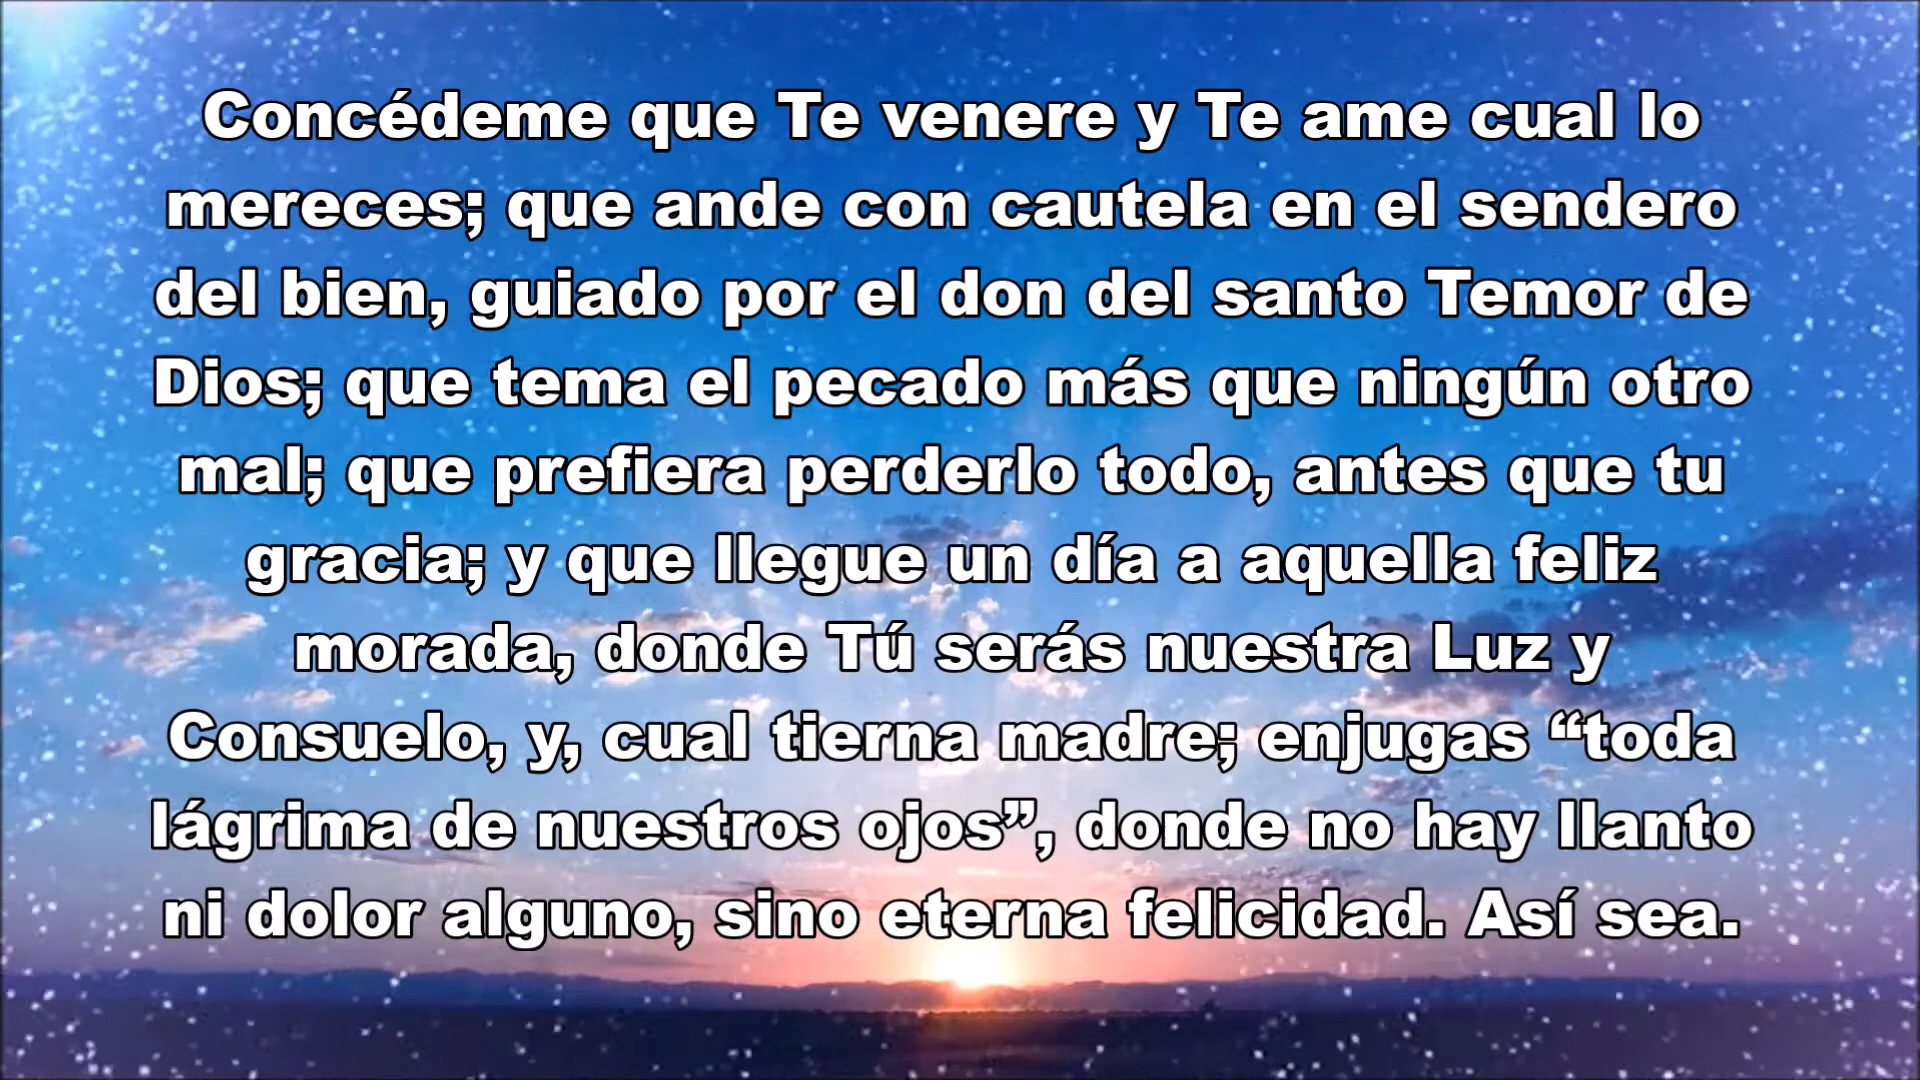 Concédeme que Te venere y Te ame cual lo
mereces; que ande con cautela en el sendero
del bien, guiado por el don del santo Temor de
Dios; que tema el pecado más que ningún otro
mal; que prefiera perderlo todo, antes que tu
gracia; y que llegue un día a aquella feliz
morada, donde Tú serás nuestra Luz y
Consuelo, y, cual tierna madre; enjugas “toda
lágrima de nuestros ojos”, donde no hay llanto
ni dolor alguno, sino eterna felicidad. Así sea.